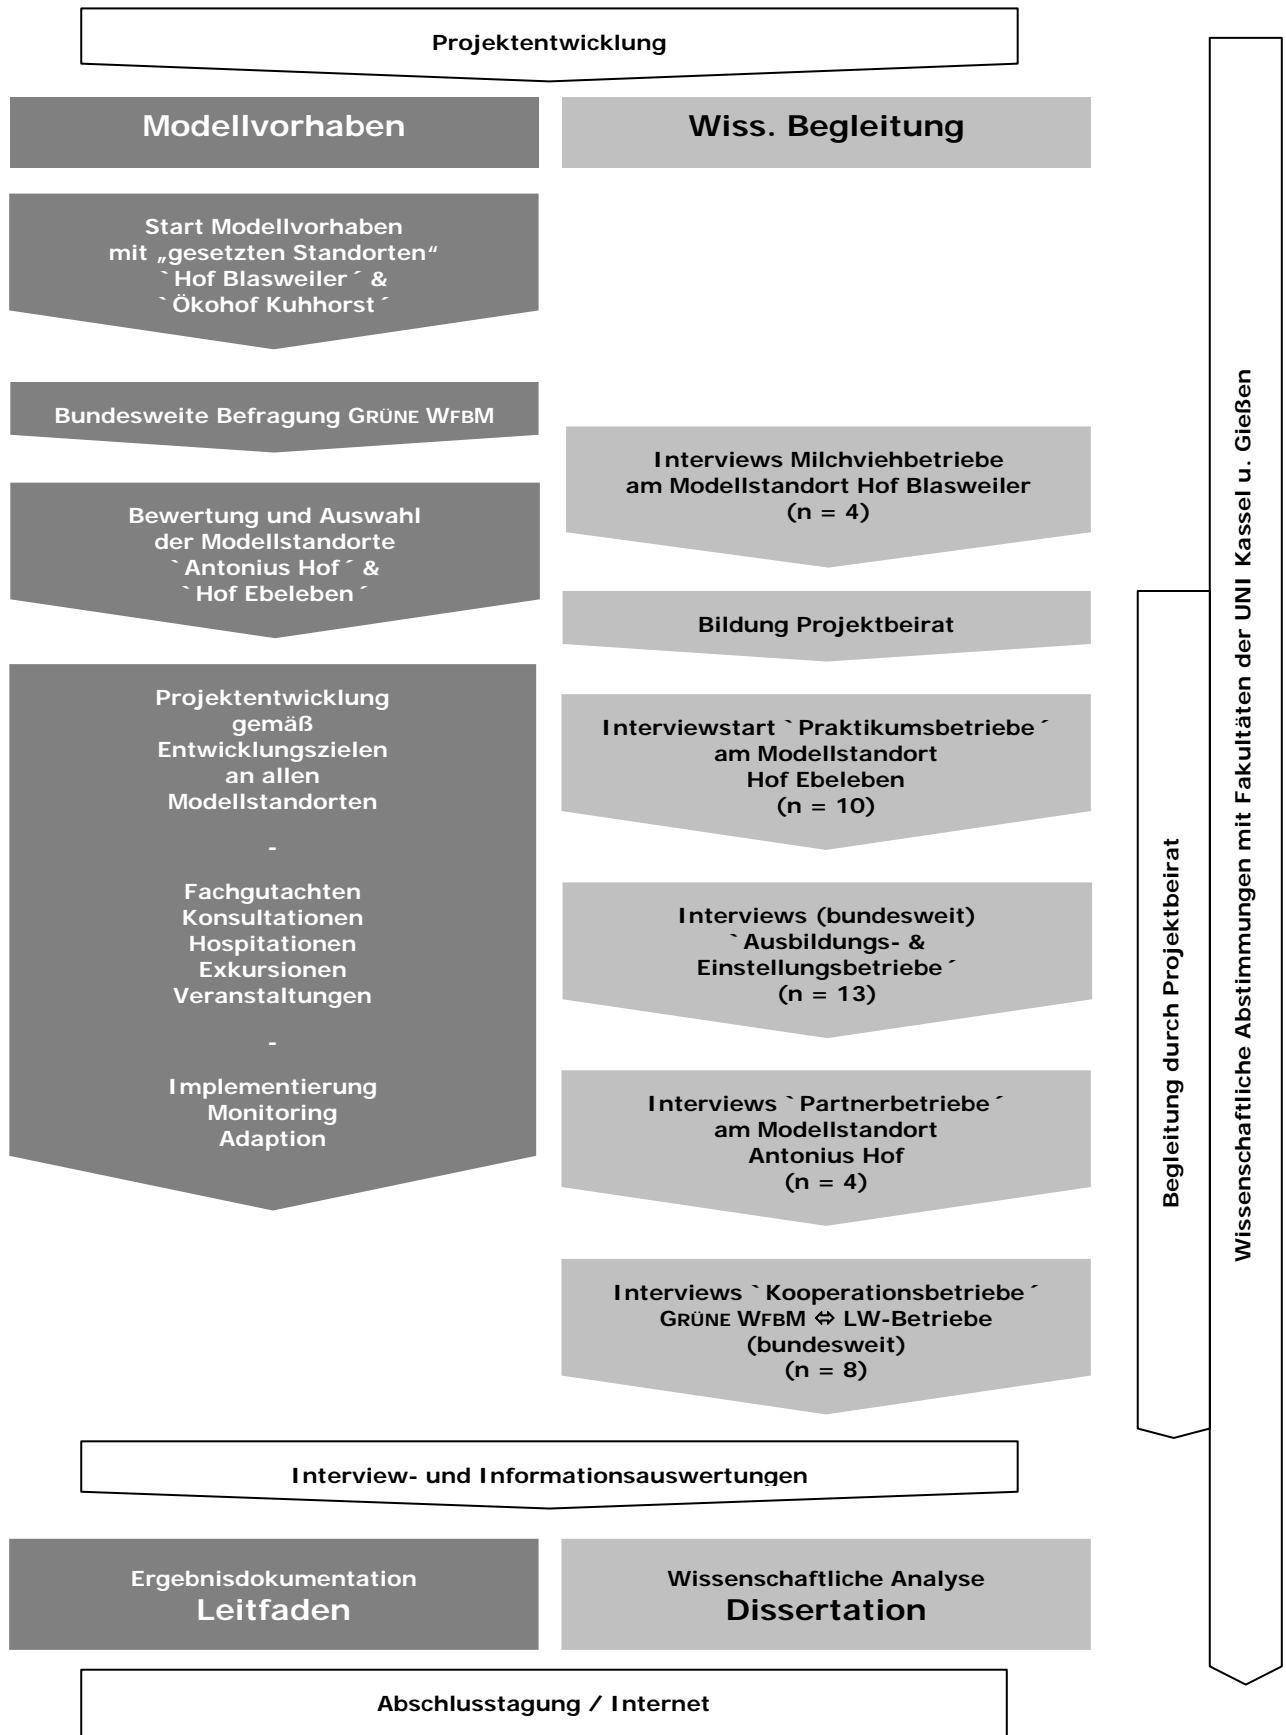 Projektentwicklung
Modellvorhaben
Wiss. Begleitung
Start Modellvorhaben
mit „gesetzten Standorten“
`Hof Blasweiler´ &
`Ökohof Kuhhorst´
Bundesweite Befragung GRÜNE WFBM
Bewertung und Auswahl
der Modellstandorte
`Antonius Hof´ &
`Hof Ebeleben´
Projektentwicklung
gemäß
Entwicklungszielen
an allen
Modellstandorten
-
Fachgutachten
Konsultationen
Hospitationen
Exkursionen
Veranstaltungen
-
Implementierung
Monitoring
Adaption
Interviews Milchviehbetriebe
am Modellstandort Hof Blasweiler
(n = 4)
Bildung Projektbeirat
Interviewstart `Praktikumsbetriebe´
am Modellstandort
Hof Ebeleben
(n = 10)
Interviews (bundesweit)
`Ausbildungs- &
Einstellungsbetriebe´
(n = 13)
Interviews `Partnerbetriebe´
am Modellstandort
Antonius Hof
(n = 4)
Interviews `Kooperationsbetriebe´
GRÜNE WFBM ⇔ LW-Betriebe
(bundesweit)
(n = 8)
Begleitung durch Projektbeirat
Wissenschaftliche Abstimmungen mit Fakultäten der UNI Kassel u. Gießen
Interview- und Informationsauswertungen
Ergebnisdokumentation
Leitfaden
Wissenschaftliche Analyse
Dissertation
Abschlusstagung / Internet